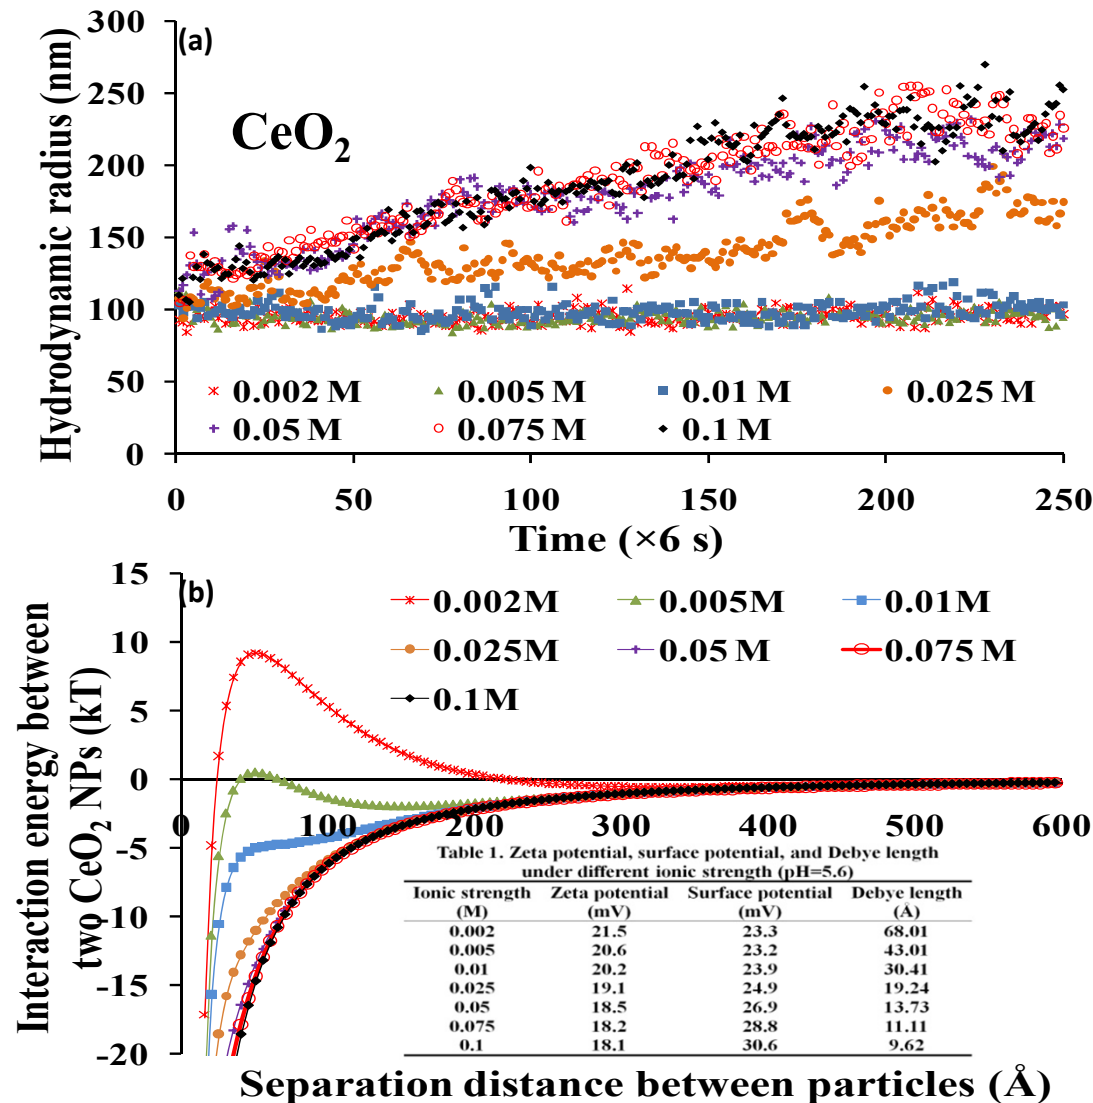 (a)
CeO2
Hydrodynamic radius (nm)
300
250
200
150
100
50
0
0.002 M
0.005 M
0.01 M
0.025 M
0.05 M
0.075 M
0.1 M
0 50 100 150 200 250
Time (×6 s)
(b)
Interaction energy between
two CeO2 NPs (kT)
15
10
5
0
-5
-10
-15
-20
0.002M
0.005M
0.01M
0.025M
0.05 M
0.075 M
0.1M
0 100 200 300 400 500 600
Table 1. Zeta potential, surface potential, and Debye length
under different ionic strength (pH=5.6)
Ionic strength Zeta potential Surface potential Debye length
(M) (mV) (mV) (Å)
0.002 21.5 23.3 68.01
0.005 20.6 23.2 43.01
0.01 20.2 23.9 30.41
0.025 19.1 24.9 19.24
0.05 18.5 26.9 13.73
0.075 18.2 28.8 11.11
0.1 18.1 30.6 9.62
Separation distance between particles (Å)